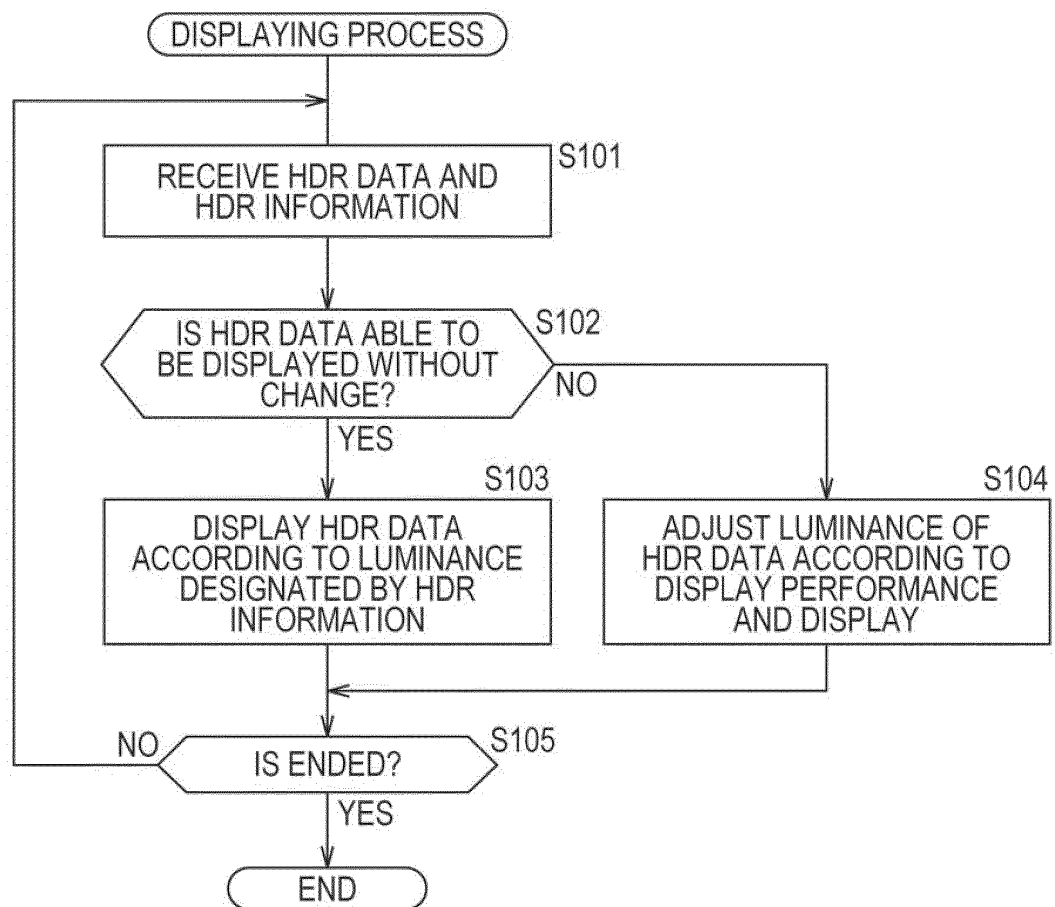 DISPLAYING PROCESS
S101
RECEIVE HDR DATA AND
HDR INFORMATION
S102
IS HDR DATA ABLE TO
BE DISPLAYED WITHOUT
CHANGE?
NO
YES
S103
DISPLAY HDR DATA
ACCORDING TO LUMINANCE
DESIGNATED BY HDR
INFORMATION
S104
ADJUST LUMINANCE OF
HDR DATA ACCORDING TO
DISPLAY PERFORMANCE
AND DISPLAY
NO
S105
IS ENDED?
YES
END